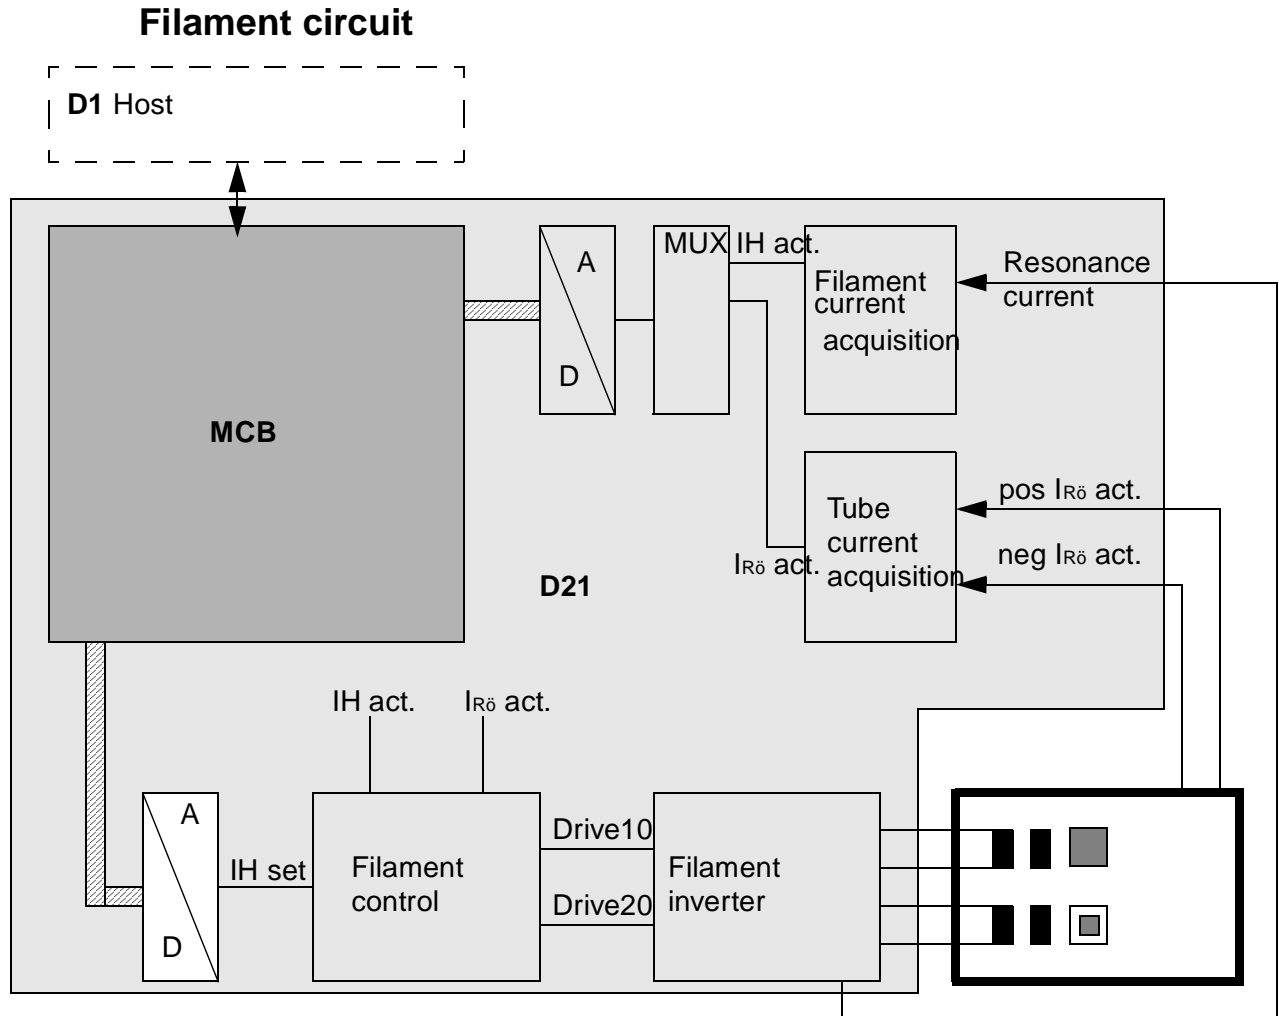 Filament circuit
D1 Host
MUX
IH act.
A
D
Filament
current
acquisition
Resonance
current
MCB
Tube
current
acquisition
pos IRö act.
neg IRö act.
IRö act.
D21
IH act.
IRö act.
A
D
IH set
Filament
control
Drive10
Drive20
Filament
inverter